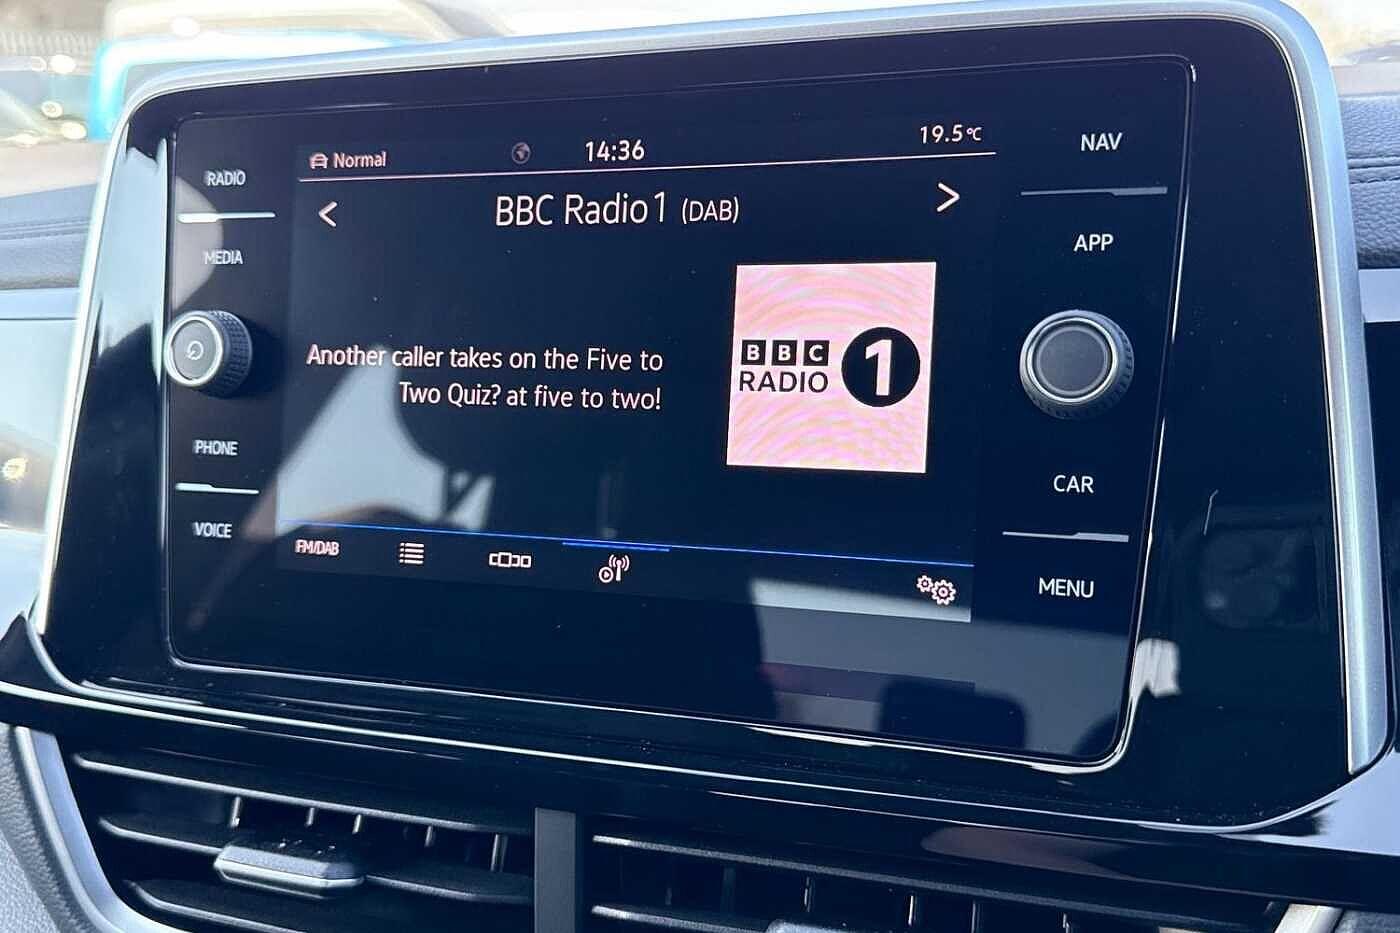 RADIO
MEDIA
PHONE
VOICE
Normal
14:36
19.5°C
BBC Radio 1 (DAB)
Another caller takes on the Five to
Two Quiz? at five to two!
BBC
RADIO
1
FM/DAB
NAV
APP
CAR
MENU